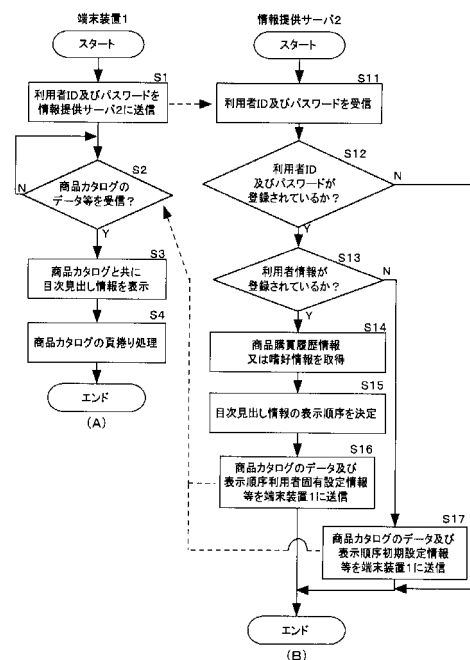 端末装置1
スタート
S1
利用者ID及びパスワードを
情報提供サーバ2に送信
S2
商品カタログの
データ等を受信？
N
Y
S3
商品カタログと共に
目次見出し情報を表示
S4
商品カタログの頁捲り処理
エンド
(A)
情報提供サーバ2
スタート
S11
利用者ID及びパスワードを受信
S12
利用者ID
及びパスワードが
登録されているか？
N
Y
S13
利用者情報が
登録されているか？
N
Y
S14
商品購買履歴情報
又は嗜好情報を取得
S15
目次見出し情報の表示順序を決定
S16
商品カタログのデータ及び
表示順序利用者固有設定情報
等を端末装置1に送信
S17
商品カタログのデータ及び
表示順序初期設定情報
等を端末装置1に送信
エンド
(B)